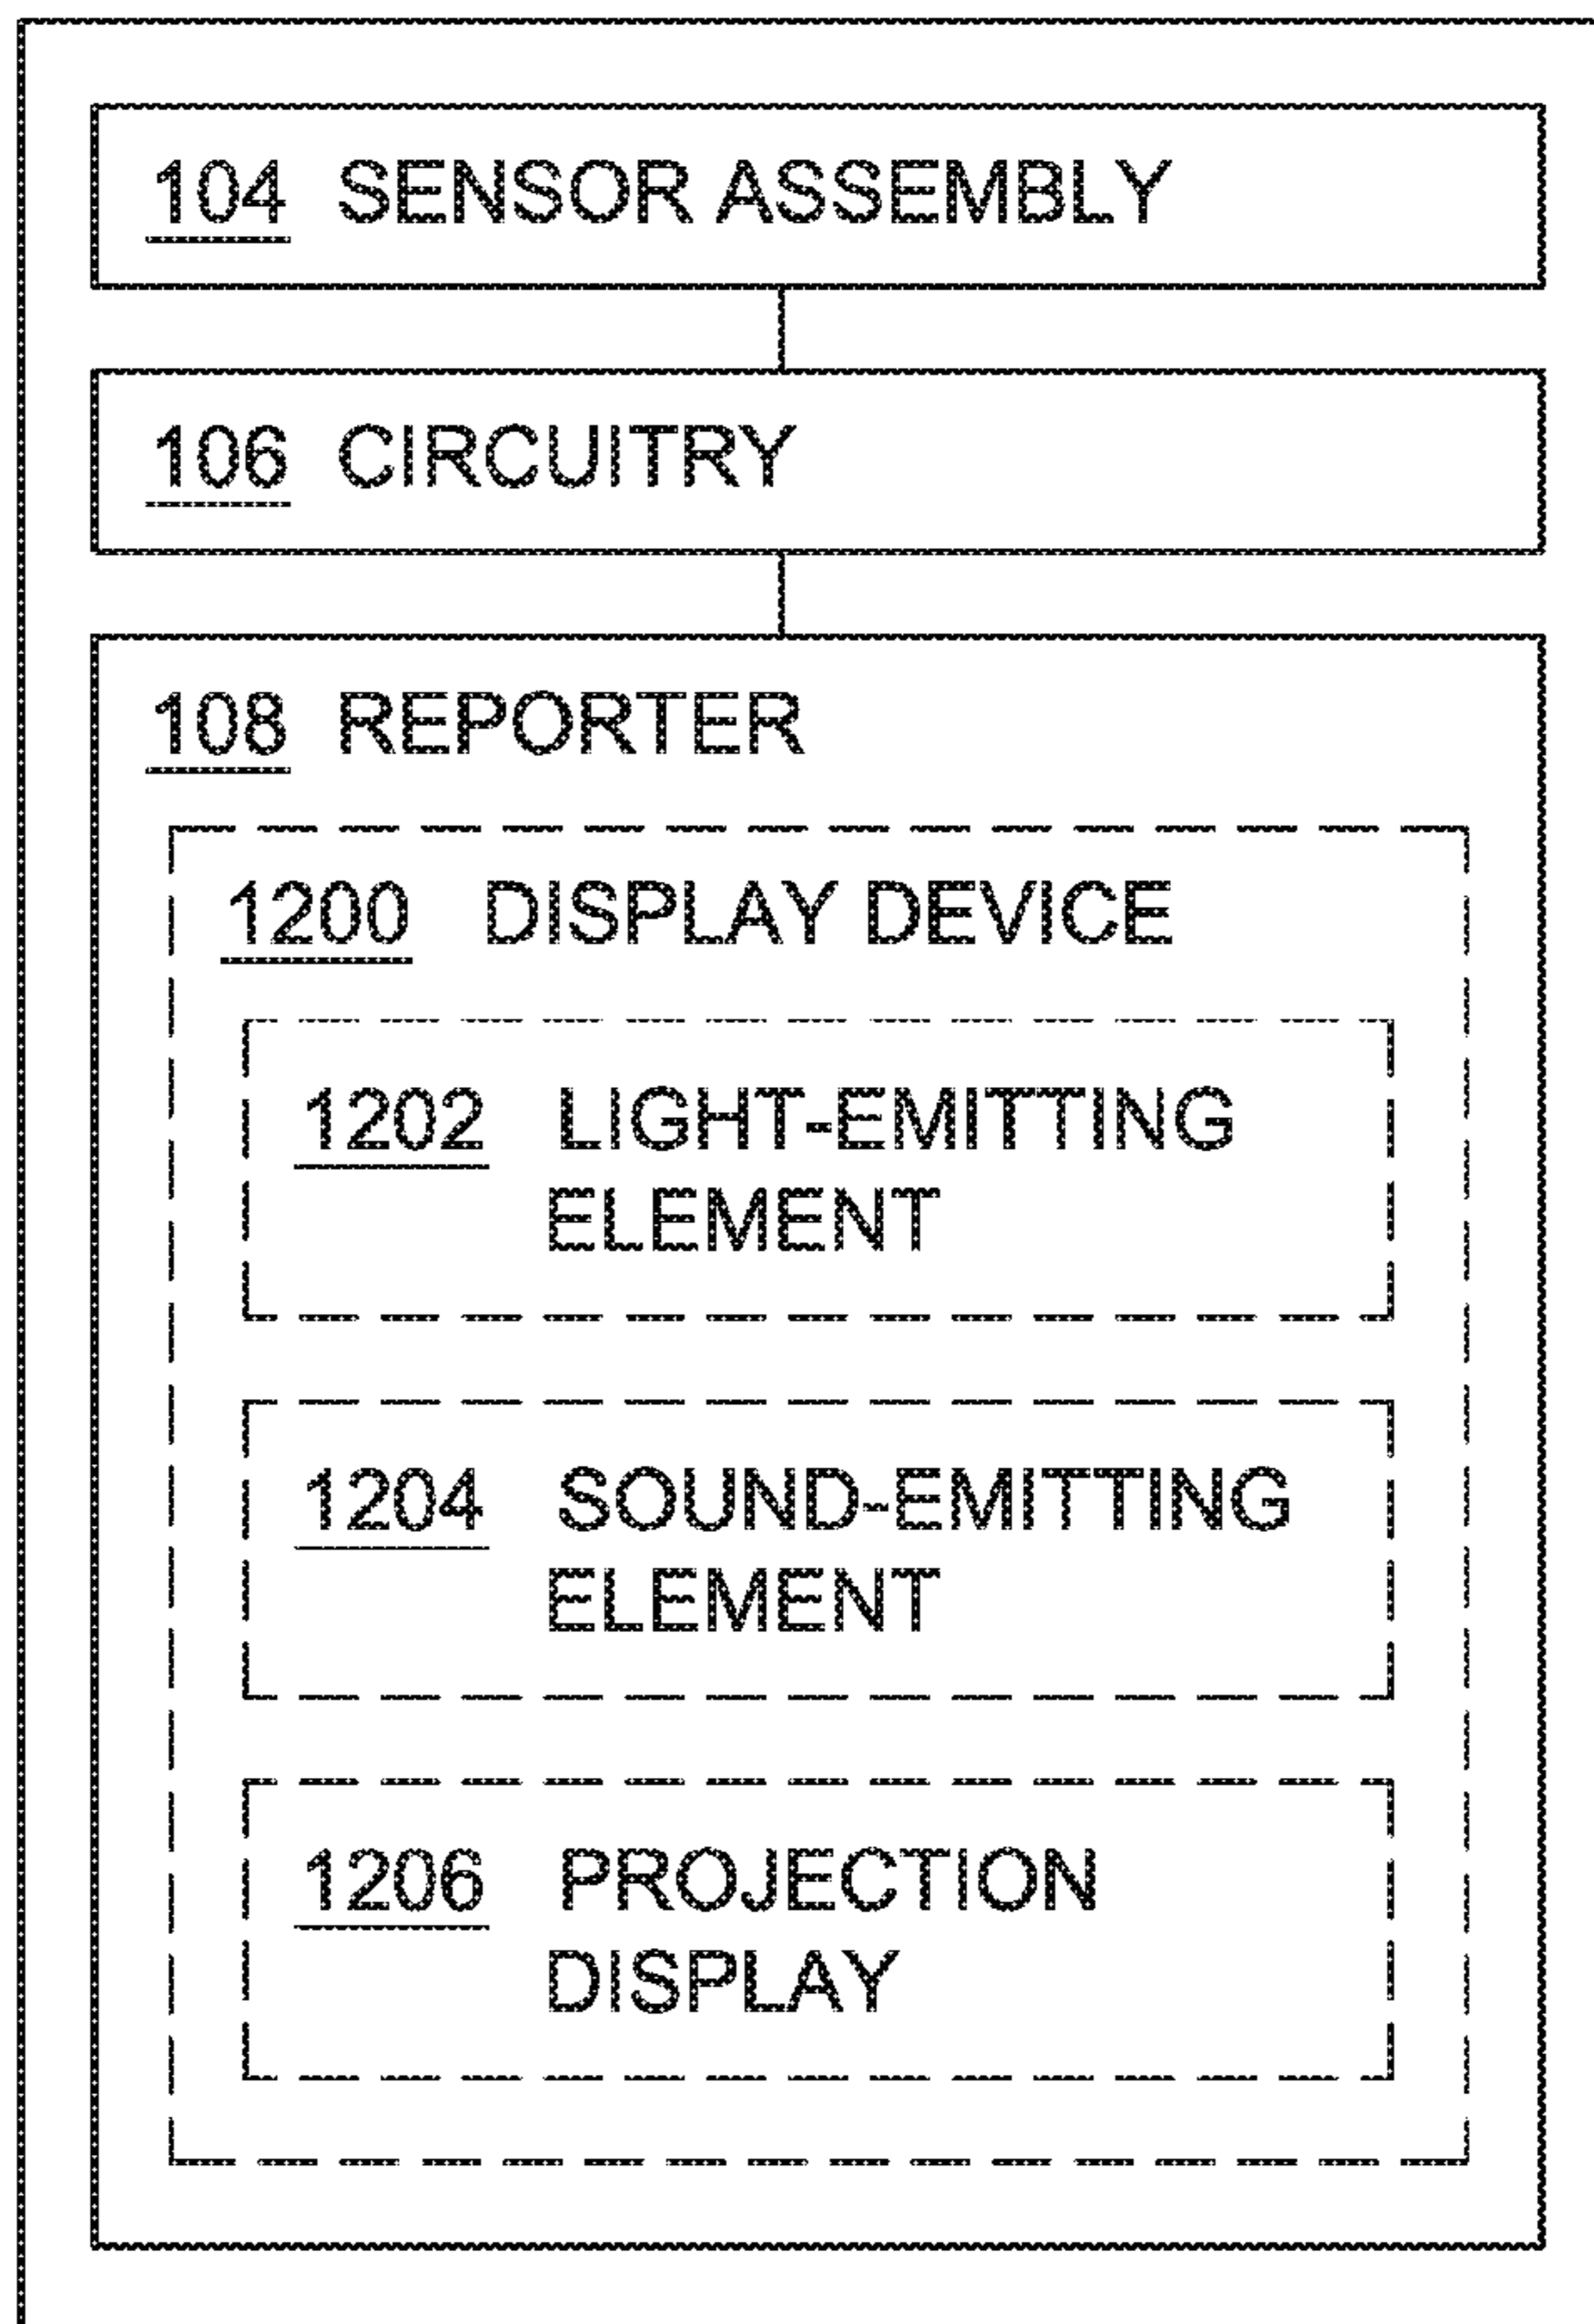 104 SENSOR ASSEMBLY
106 CIRCUITRY
108 REPORTER
1200 DISPLAY DEVICE
1202 LIGHT-EMITTING
ELEMENT
1204 SOUND-EMITTING
ELEMENT
1206 PROJECTION
DISPLAY